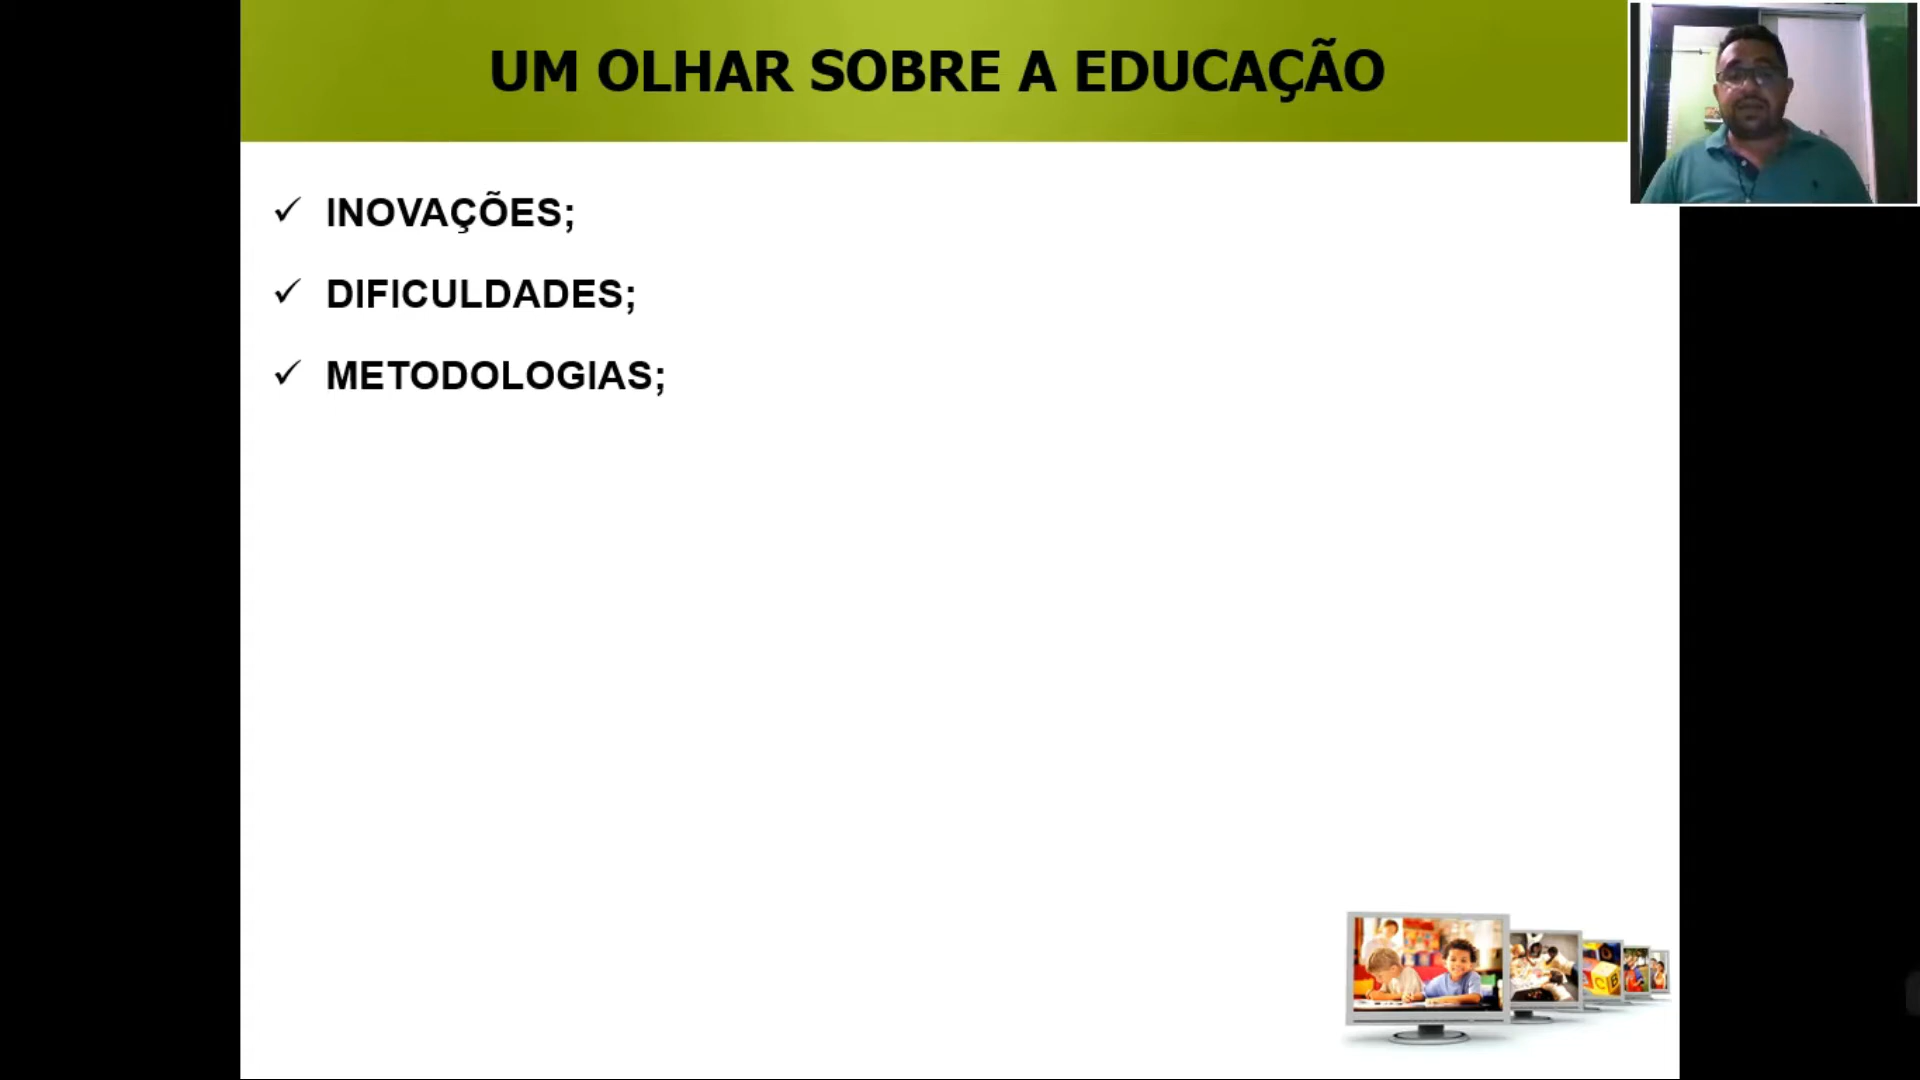 UM OLHAR SOBRE A EDUCAÇÃO
✓ INOVAÇÕES;
✓ DIFICULDADES;
✓ METODOLOGIAS;